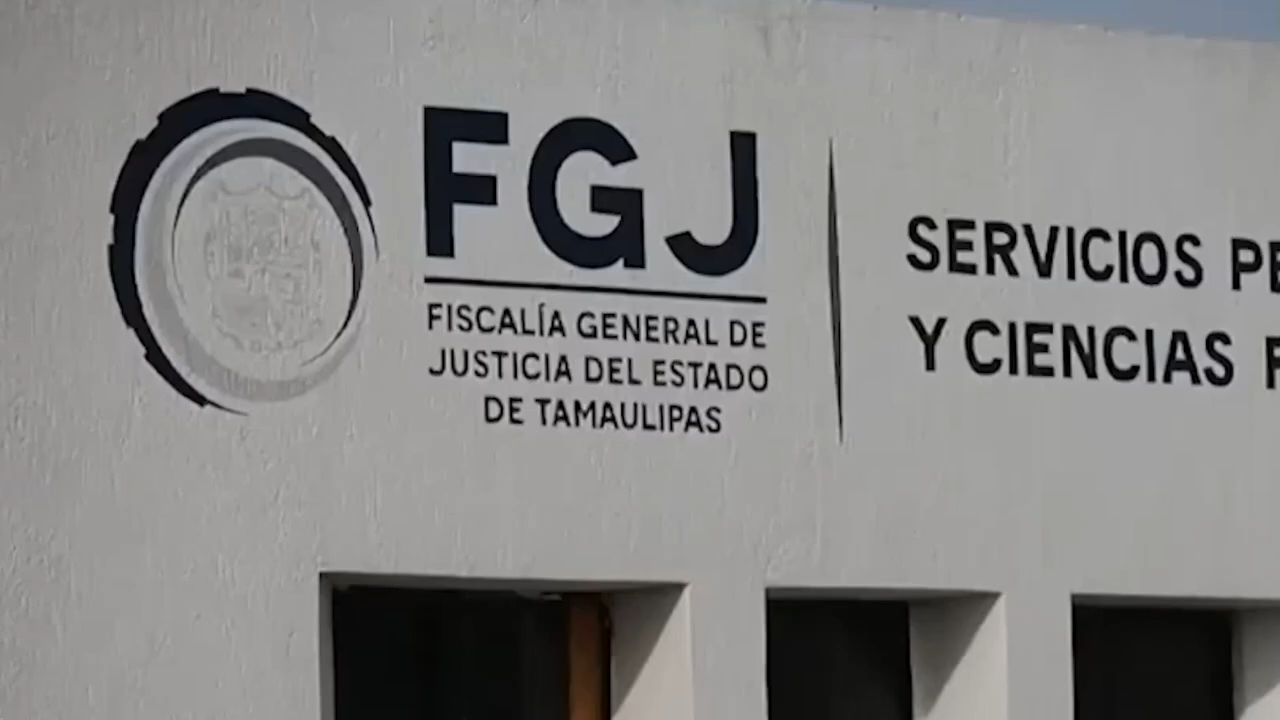 FGJ
FISCALÍA GENERAL DE
JUSTICIA DEL ESTADO
DE TAMAULIPAS
SERVICIOS
Y CIENCIAS